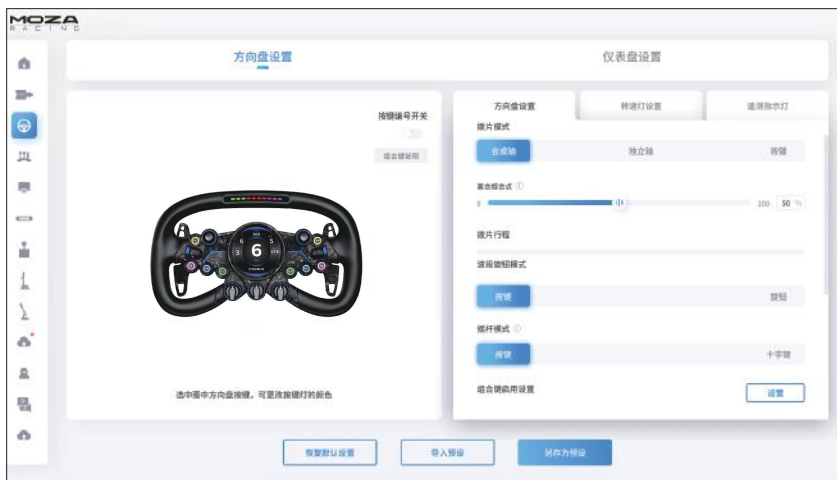 MOZA
RACING
方向盘设置
仪表盘设置
按键编号开关
组合键说明
选中图中方向盘按键，可更改按键灯的颜色
方向盘设置
转速灯设置
遥测指示灯
拨片模式
合成轴
独立轴
按键
离合结合点
0
100
50 %
拨片行程
波段旋钮模式
按键
旋钮
摇杆模式
按键
十字键
组合键启用设置
设置
恢复默认设置
导入预设
另存为预设
6